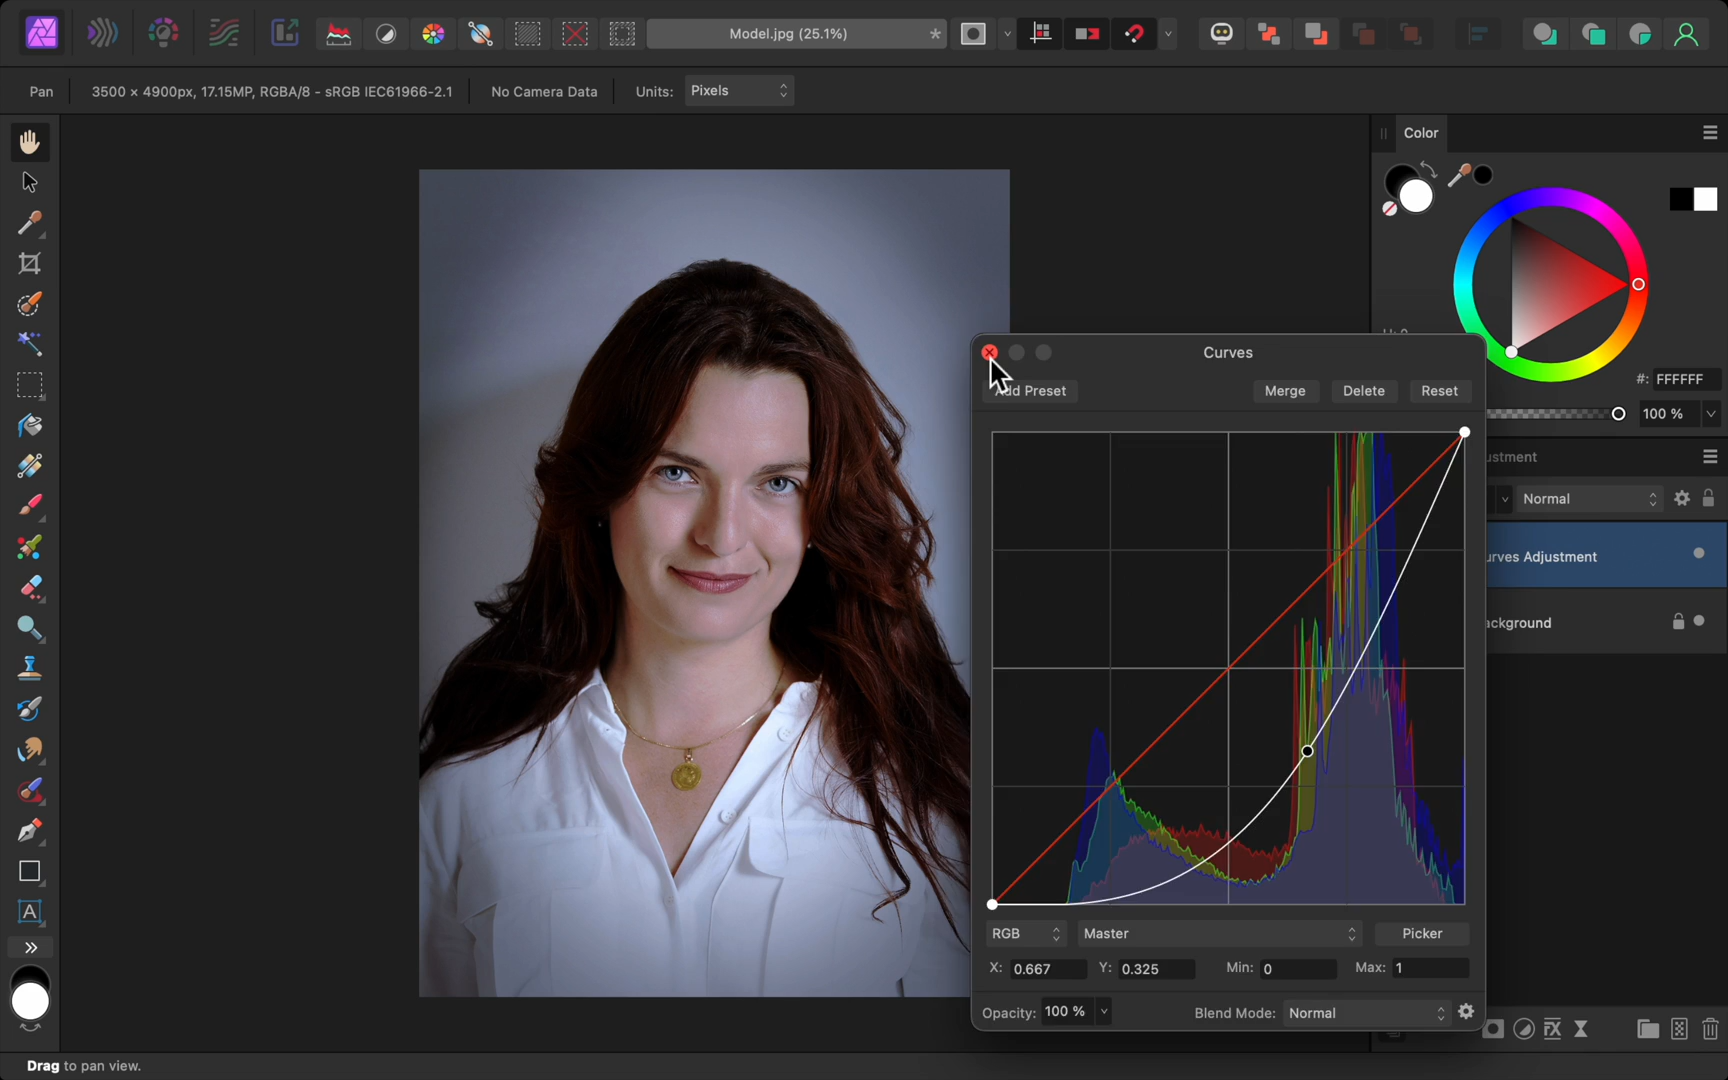 Model.jpg (25.1%)
*
Pan
3500 × 4900px, 17.15MP, RGBA/8 - sRGB IEC61966-2.1
No Camera Data
Units:
Pixels
Color
#: FFFFFF
100 %
Curves
Add Preset
Merge
Delete
Reset
ustment
Normal
urves Adjustment
ackground
RGB
Master
Picker
X: 0.667
Y: 0.325
Min: 0
Max: 1
Opacity: 100 %
Blend Mode: Normal
A
Drag to pan view.